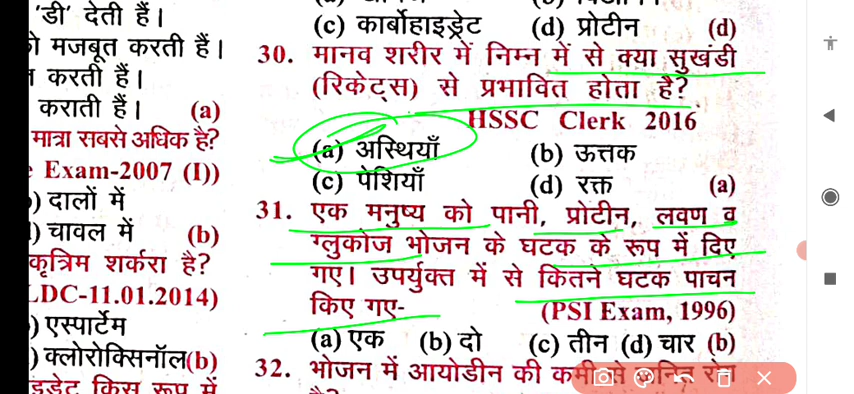 'डी' देती हैं।
मजबूत करती हैं।
करती हैं।
कराती हैं। (a)
मात्रा सबसे अधिक है?
Exam-2007 (I))
दालों में
चावल में (b)
कृत्रिम शर्करा है?
LDC-11.01.2014)
एस्पार्टेम
क्लोरोक्सिनॉल(b)
किस रूप में
(c) कार्बोहाइड्रेट (d) प्रोटीन (d)
30. मानव शरीर में निम्न में से क्या सुखंडी
(रिकेट्स) से प्रभावित होता है?
HSSC Clerk 2016
(a) अस्थियाँ (b) ऊत्तक
(c) पेशियाँ (d) रक्त (a)
31. एक मनुष्य को पानी, प्रोटीन, लवण व
ग्लुकोज भोजन के घटक के रूप में दिए
गए। उपर्युक्त में से कितने घटक पाचन
किए गए- (PSI Exam, 1996)
(a) एक (b) दो (c) तीन (d) चार (b)
32. भोजन में आयोडीन की कमी से जनित रोग